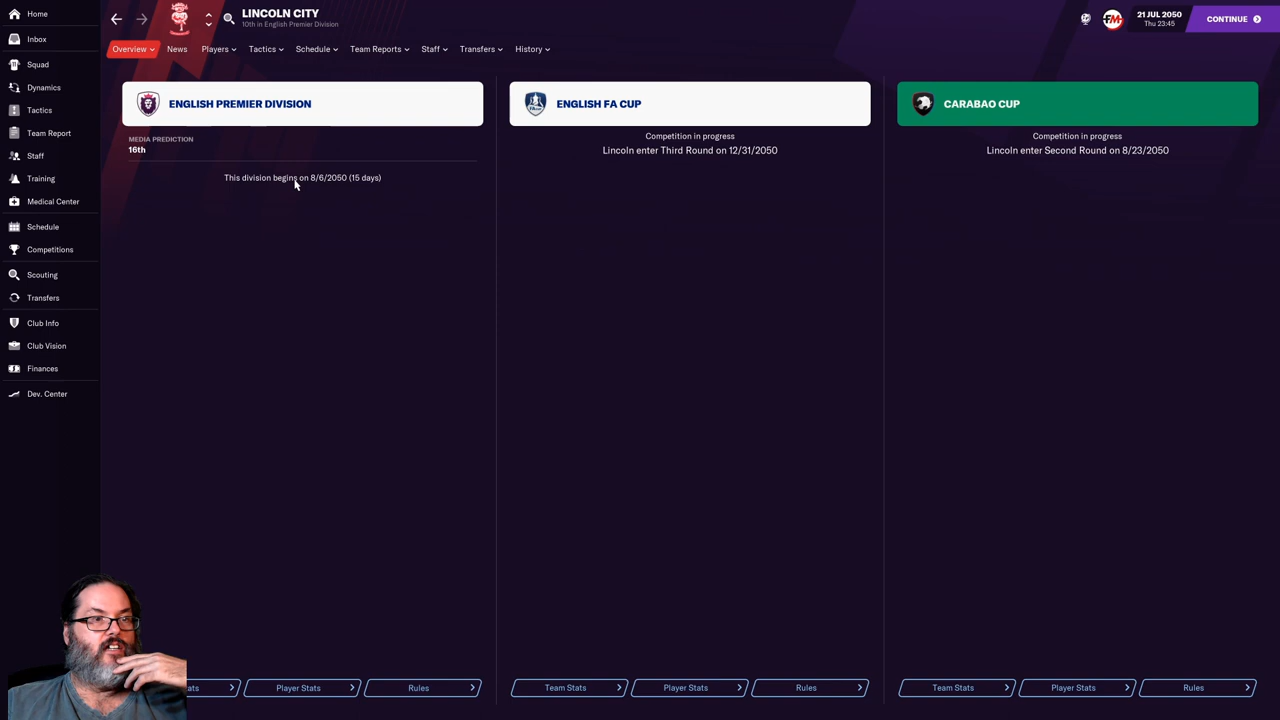 Home
Inbox
Squad
Dynamics
Tactics
Team Report
Staff
Training
Medical Center
Schedule
Competitions
Scouting
Transfers
Club Info
Club Vision
Finances
Dev. Center
LINCOLN CITY
10th in English Premier Division
FM
21 JUL 2050
Thu 23:45
CONTINUE
Overview
News
Players
Tactics
Schedule
Team Reports
Staff
Transfers
History
ENGLISH PREMIER DIVISION
MEDIA PREDICTION
16th
This division begins on 8/6/2050 (15 days)
ats
Player Stats
Rules
ENGLISH FA CUP
Competition in progress
Lincoln enter Third Round on 12/31/2050
Team Stats
Player Stats
Rules
CARABAO CUP
Competition in progress
Lincoln enter Second Round on 8/23/2050
Team Stats
Player Stats
Rules